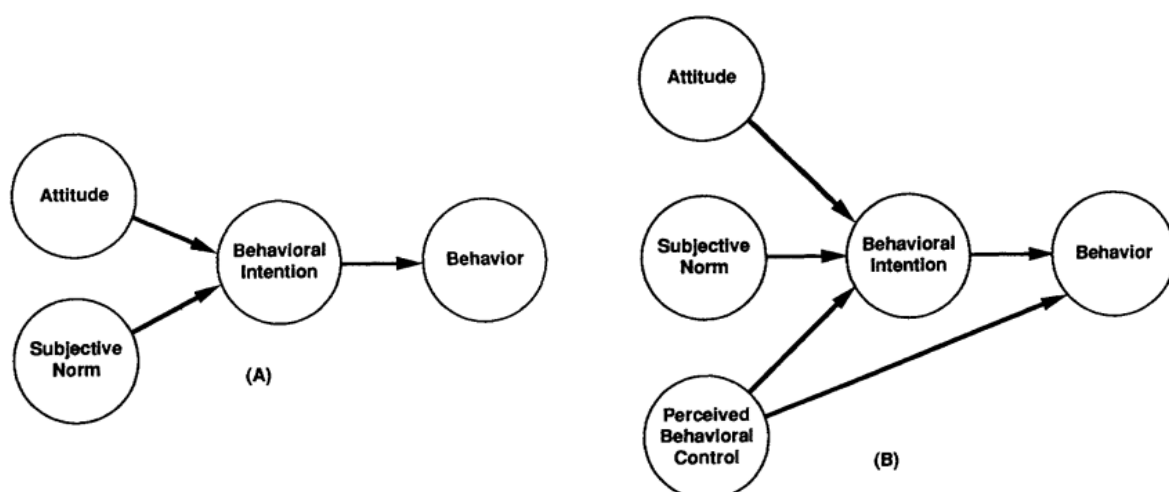 Attitude
Subjective
Norm
Behavioral
Intention
Behavior
(A)
Attitude
Subjective
Norm
Perceived
Behavioral
Control
Behavioral
Intention
Behavior
(B)